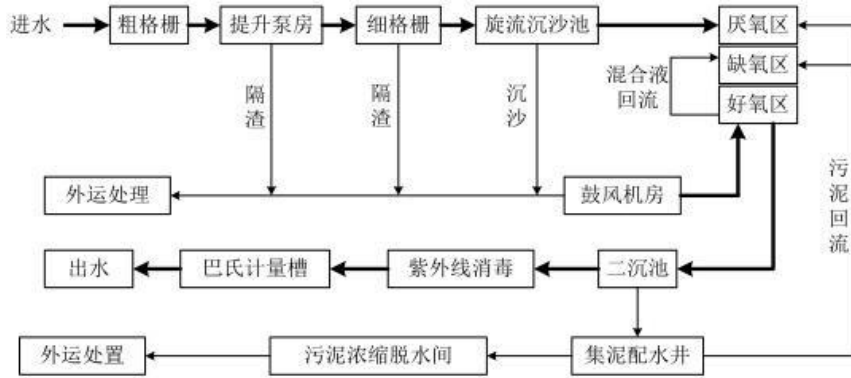 进水
粗格栅
提升泵房
细格栅
旋流沉沙池
厌氧区
缺氧区
好氧区
混合液
回流
隔渣
隔渣
沉沙
外运处理
鼓风机房
污泥回流
出水
巴氏计量槽
紫外线消毒
二沉池
外运处置
污泥浓缩脱水间
集泥配水井